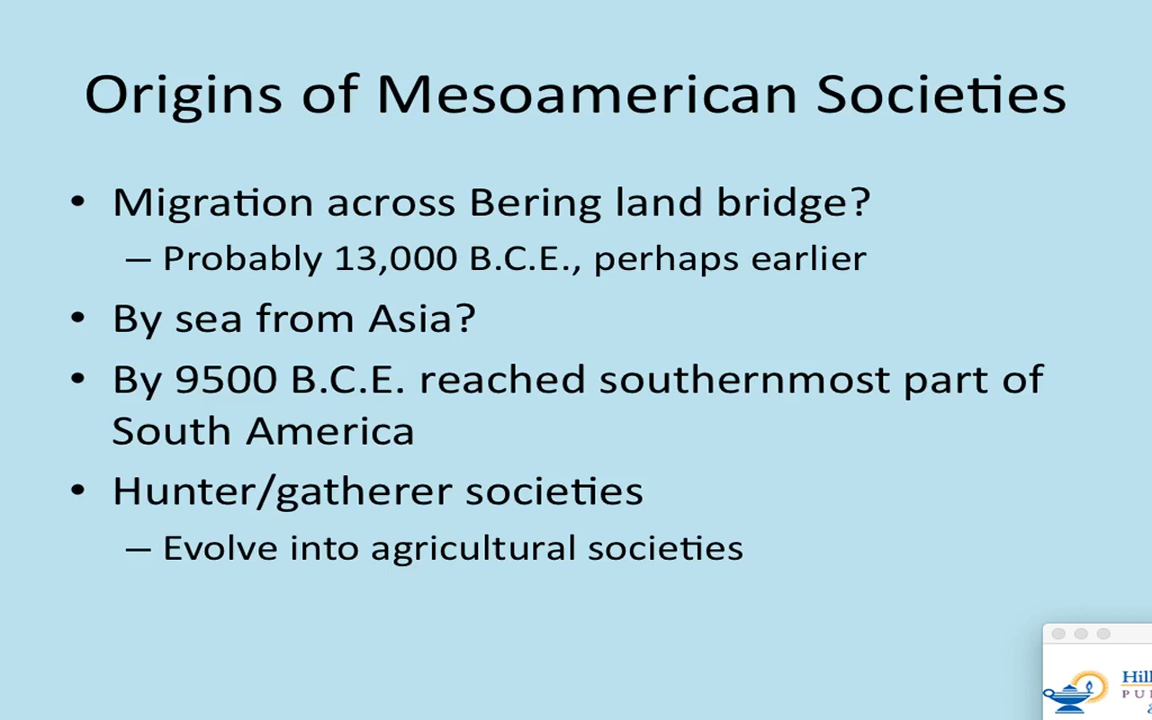 Origins of Mesoamerican Societies
• Migration across Bering land bridge?
– Probably 13,000 B.C.E., perhaps earlier
• By sea from Asia?
• By 9500 B.C.E. reached southernmost part of
South America
• Hunter/gatherer societies
– Evolve into agricultural societies